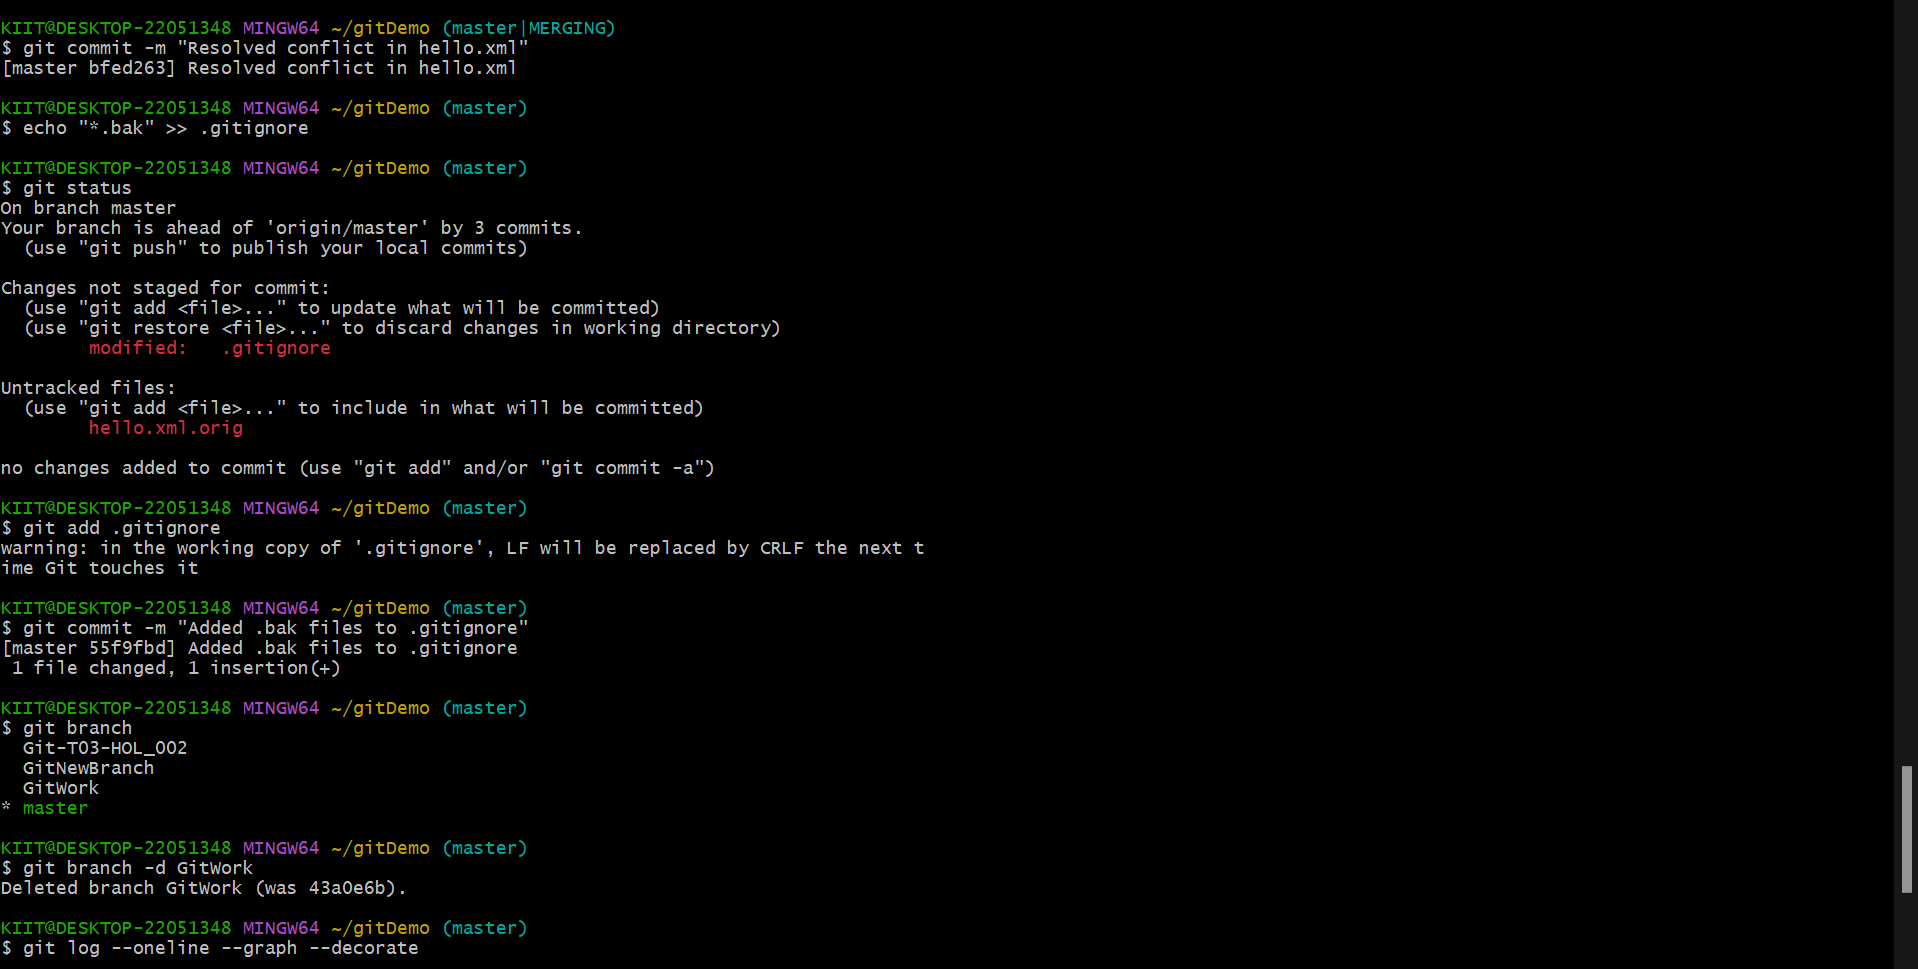 KIIT@DESKTOP-22051348 MINGW64 ~/gitDemo (master|MERGING)
$ git commit -m "Resolved conflict in hello.xml"
[master bfed263] Resolved conflict in hello.xml

KIIT@DESKTOP-22051348 MINGW64 ~/gitDemo (master)
$ echo "*.bak" >> .gitignore

KIIT@DESKTOP-22051348 MINGW64 ~/gitDemo (master)
$ git status
On branch master
Your branch is ahead of 'origin/master' by 3 commits.
  (use "git push" to publish your local commits)

Changes not staged for commit:
  (use "git add <file>..." to update what will be committed)
  (use "git restore <file>..." to discard changes in working directory)
        modified:   .gitignore

Untracked files:
  (use "git add <file>..." to include in what will be committed)
        hello.xml.orig

no changes added to commit (use "git add" and/or "git commit -a")

KIIT@DESKTOP-22051348 MINGW64 ~/gitDemo (master)
$ git add .gitignore
warning: in the working copy of '.gitignore', LF will be replaced by CRLF the next t
ime Git touches it

KIIT@DESKTOP-22051348 MINGW64 ~/gitDemo (master)
$ git commit -m "Added .bak files to .gitignore"
[master 55f9fbd] Added .bak files to .gitignore
 1 file changed, 1 insertion(+)

KIIT@DESKTOP-22051348 MINGW64 ~/gitDemo (master)
$ git branch
  Git-T03-HOL_002
  GitNewBranch
  GitWork
* master

KIIT@DESKTOP-22051348 MINGW64 ~/gitDemo (master)
$ git branch -d GitWork
Deleted branch GitWork (was 43a0e6b).

KIIT@DESKTOP-22051348 MINGW64 ~/gitDemo (master)
$ git log --oneline --graph --decorate